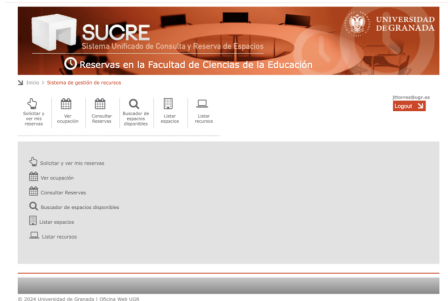 SUCRE
Sistema Unificado de Consulta y Reserva de Espacios
UNIVERSIDAD
DE GRANADA
Reservas en la Facultad de Ciencias de la Educación
Inicio > Sistema de gestión de recursos
Solicitar y
ver mis
reservas
Ver
ocupación
Consultar
Reservas
Buscador de
espacios
disponibles
Listar
espacios
Listar
recursos
Logout
Solicitar y ver mis reservas
Ver ocupación
Consultar Reservas
Buscador de espacios disponibles
Listar espacios
Listar recursos
© 2024 Universidad de Granada | Oficina Web UGR